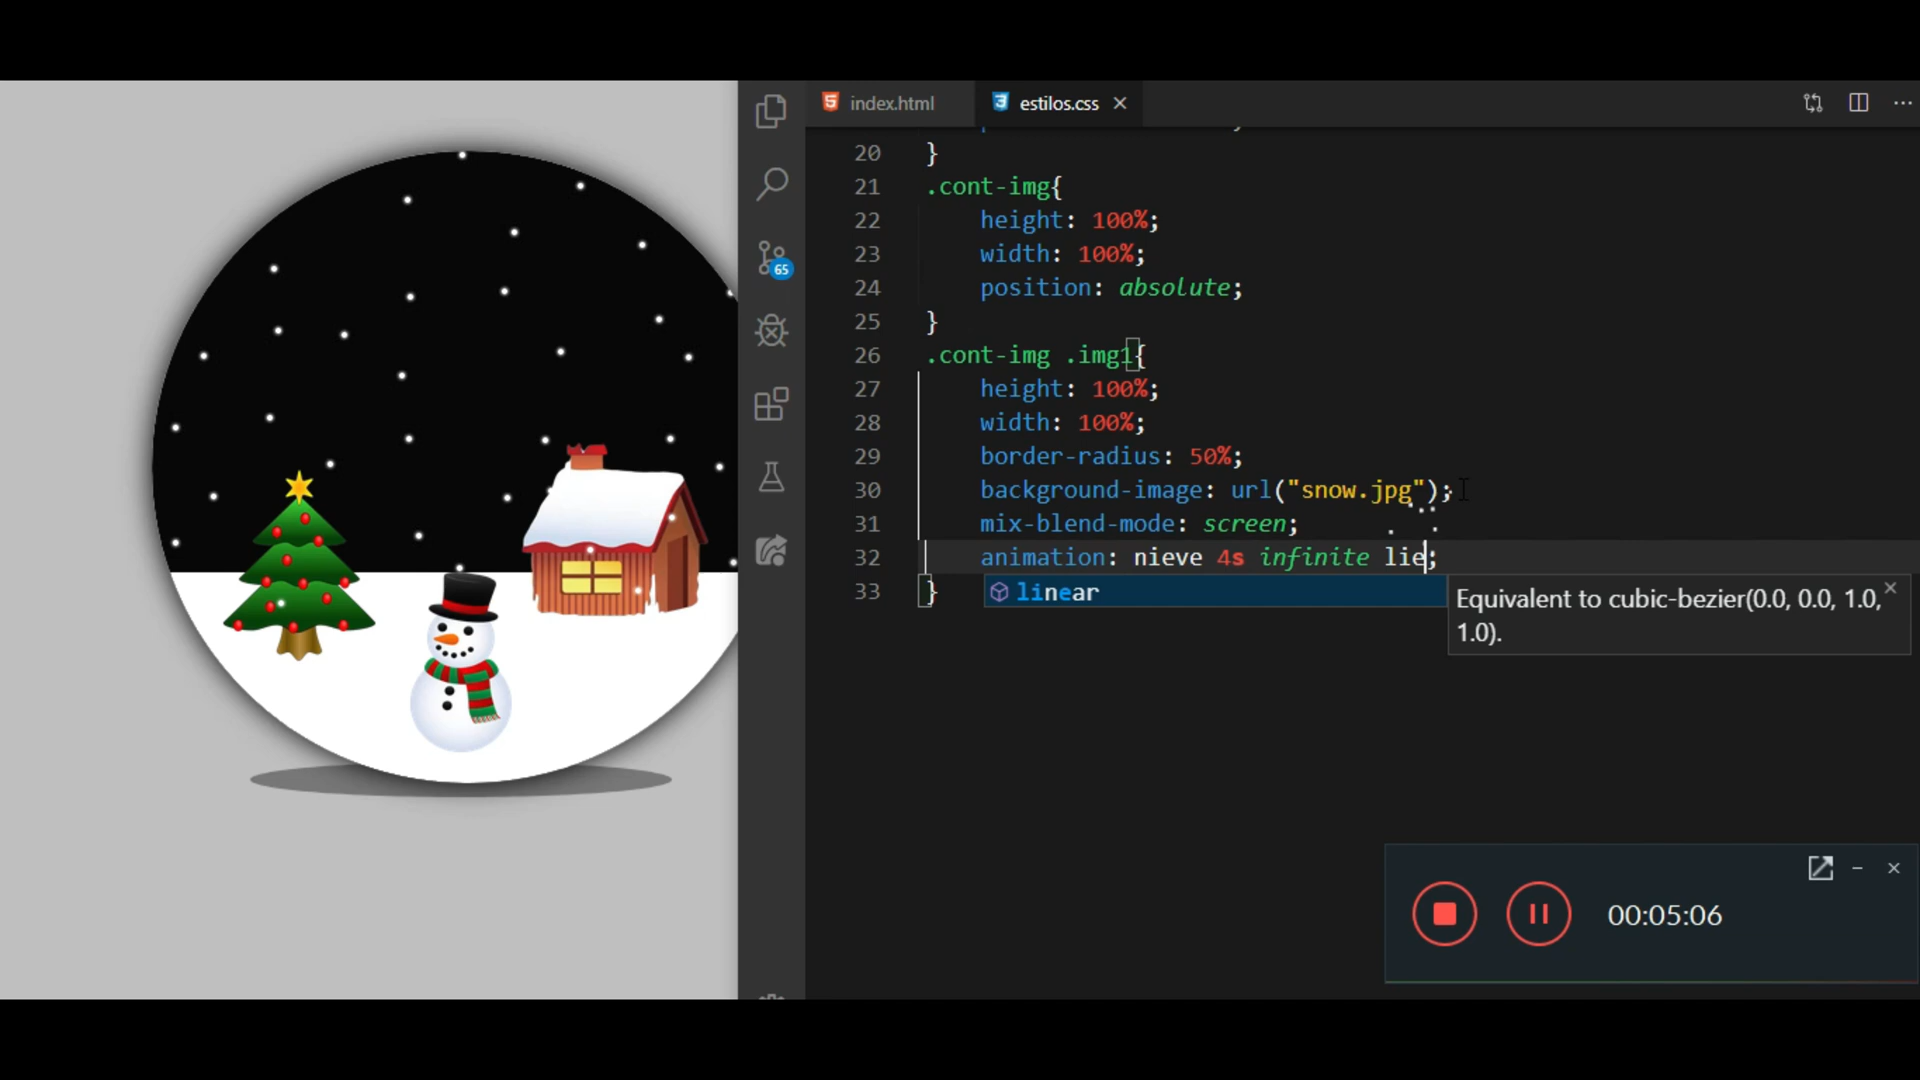 index.html
estilos.css
20 }
21 .cont-img{
22 height: 100%;
23 width: 100%;
24 position: absolute;
25 }
26 .cont-img .img1{
27 height: 100%;
28 width: 100%;
29 border-radius: 50%;
30 background-image: url("snow.jpg");
31 mix-blend-mode: screen;
32 animation: nieve 4s infinite lie;
33 }
linear
Equivalent to cubic-bezier(0.0, 0.0, 1.0,
1.0).
65
00:05:06